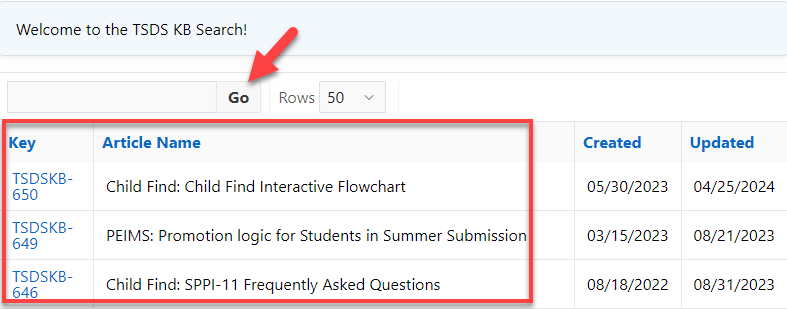 Welcome to the TSDS KB Search!
Go Rows 50
Key Article Name Created Updated
TSDSKB-
650 Child Find: Child Find Interactive Flowchart 05/30/2023 04/25/2024
TSDSKB-
649 PEIMS: Promotion logic for Students in Summer Submission 03/15/2023 08/21/2023
TSDSKB-
646 Child Find: SPPI-11 Frequently Asked Questions 08/18/2022 08/31/2023